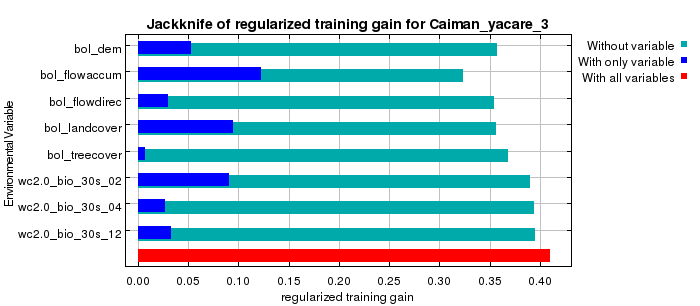 Jackknife of regularized training gain for Caiman_yacare_3
Environmental Variable
bol_dem
bol_flowaccum
bol_flowdirec
bol_landcover
bol_treecover
wc2.0_bio_30s_02
wc2.0_bio_30s_04
wc2.0_bio_30s_12
Without variable
With only variable
With all variables
0.00 0.05 0.10 0.15 0.20 0.25 0.30 0.35 0.40
regularized training gain